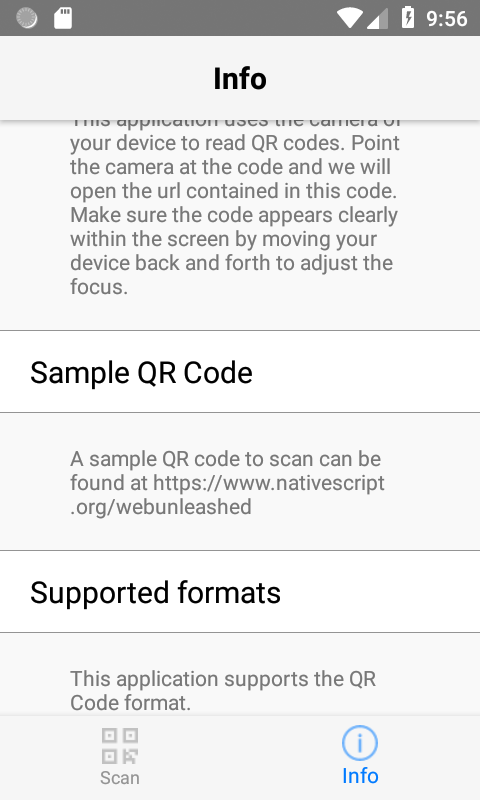 9:56
Info
This application uses the camera of
your device to read QR codes. Point
the camera at the code and we will
open the url contained in this code.
Make sure the code appears clearly
within the screen by moving your
device back and forth to adjust the
focus.
Sample QR Code
A sample QR code to scan can be
found at https://www.nativescript
.org/webunleashed
Supported formats
This application supports the QR
Code format.
Scan
Info